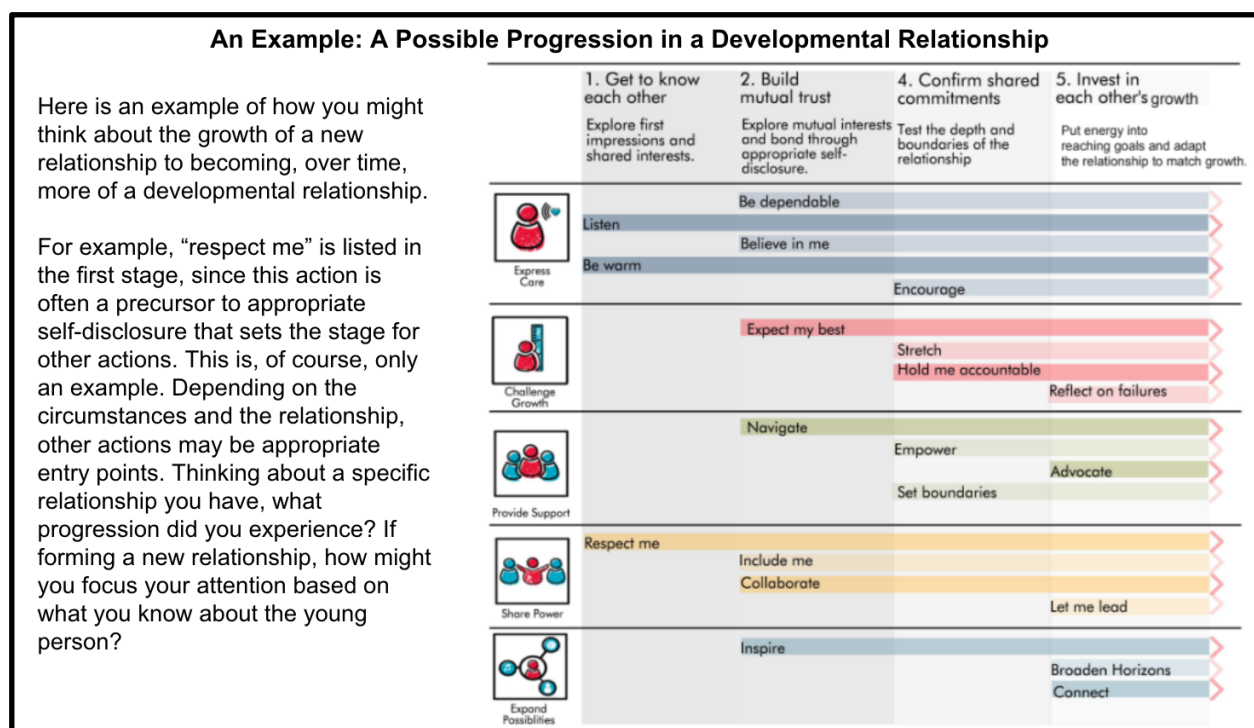 An Example: A Possible Progression in a Developmental Relationship
Here is an example of how you might
think about the growth of a new
relationship to becoming, over time,
more of a developmental relationship.
For example, “respect me” is listed in
the first stage, since this action is
often a precursor to appropriate
self-disclosure that sets the stage for
other actions. This is, of course, only
an example. Depending on the
circumstances and the relationship,
other actions may be appropriate
entry points. Thinking about a specific
relationship you have, what
progression did you experience? If
forming a new relationship, how might
you focus your attention based on
what you know about the young
person?
1. Get to know
each other
Explore first
impressions and
shared interests.
2. Build
mutual trust
Explore mutual interests
and bond through
appropriate self-
disclosure.
4. Confirm shared
commitments
Test the depth and
boundaries of the
relationship
5. Invest in
each other's growth
Put energy into
reaching goals and adapt
the relationship to match growth.
Express
Care
Be dependable
Listen
Believe in me
Be warm
Encourage
Challenge
Growth
Expect my best
Stretch
Hold me accountable
Reflect on failures
Provide Support
Navigate
Empower
Advocate
Set boundaries
Share Power
Respect me
Include me
Collaborate
Let me lead
Expand
Possiblities
Inspire
Broaden Horizons
Connect